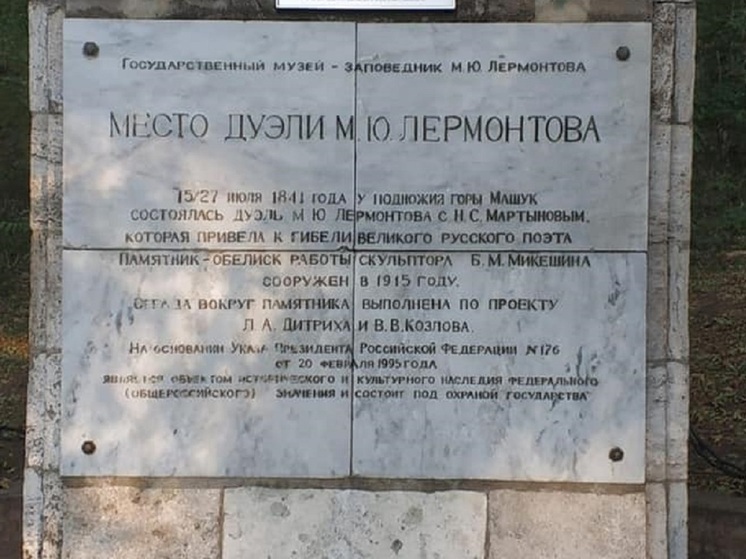 Государственный музей - заповедник М.Ю. Лермонтова
Место дуэли М.Ю. Лермонтова
15/27 июля 1841 года у подножия горы Машук
состоялась дуэль М Ю Лермонтова с Н.С. Мартыновым,
которая привела к гибели великого русского поэта
Памятник-обелиск работы скульптора Б.М. Микешина
сооружен в 1915 году.
Ограда вокруг памятника выполнена по проекту
Л А. Дитриха и В.В. Козлова.
На основании Указа Президента Российской Федерации №176
от 20 февраля 1995 года
является объектом исторического и культурного наследия федерального
(общероссийского) значения и состоит под охраной государства